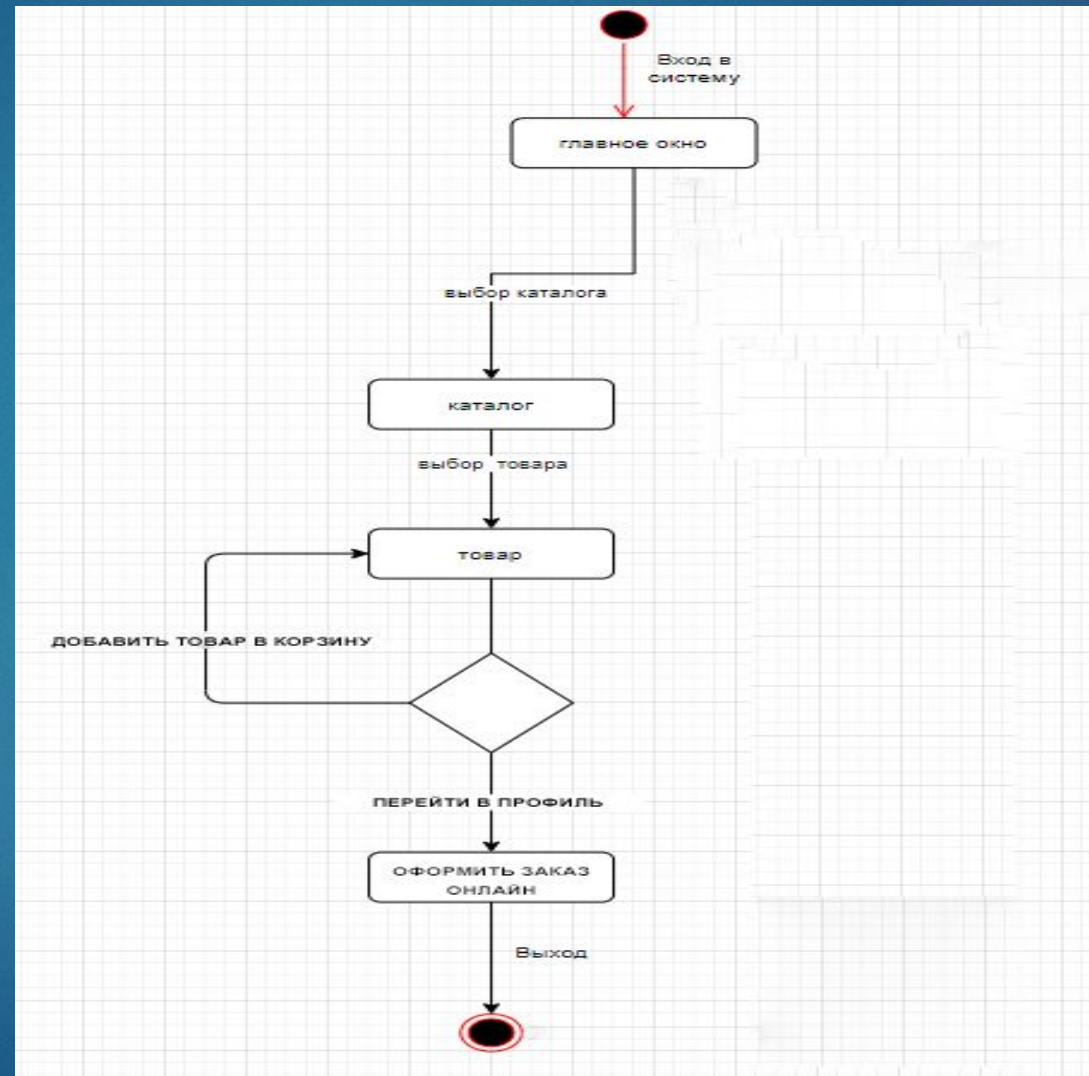 Вход в
систему
главное окно
выбор каталога
каталог
выбор товара
товар
ДОБАВИТЬ ТОВАР В КОРЗИНУ
ПЕРЕЙТИ В ПРОФИЛЬ
ОФОРМИТЬ ЗАКАЗ
ОНЛАЙН
Выход